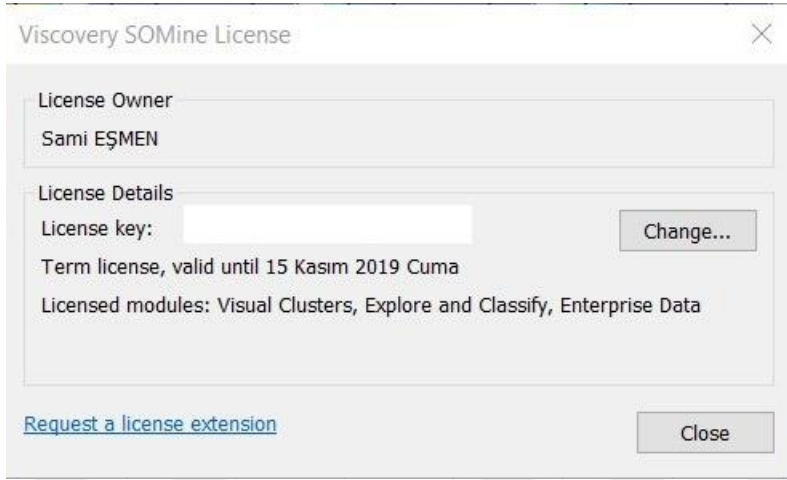 Viscovery SOMine License
License Owner
Sami EŞMEN
License Details
License key:
Change...
Term license, valid until 15 Kasım 2019 Cuma
Licensed modules: Visual Clusters, Explore and Classify, Enterprise Data
Request a license extension
Close